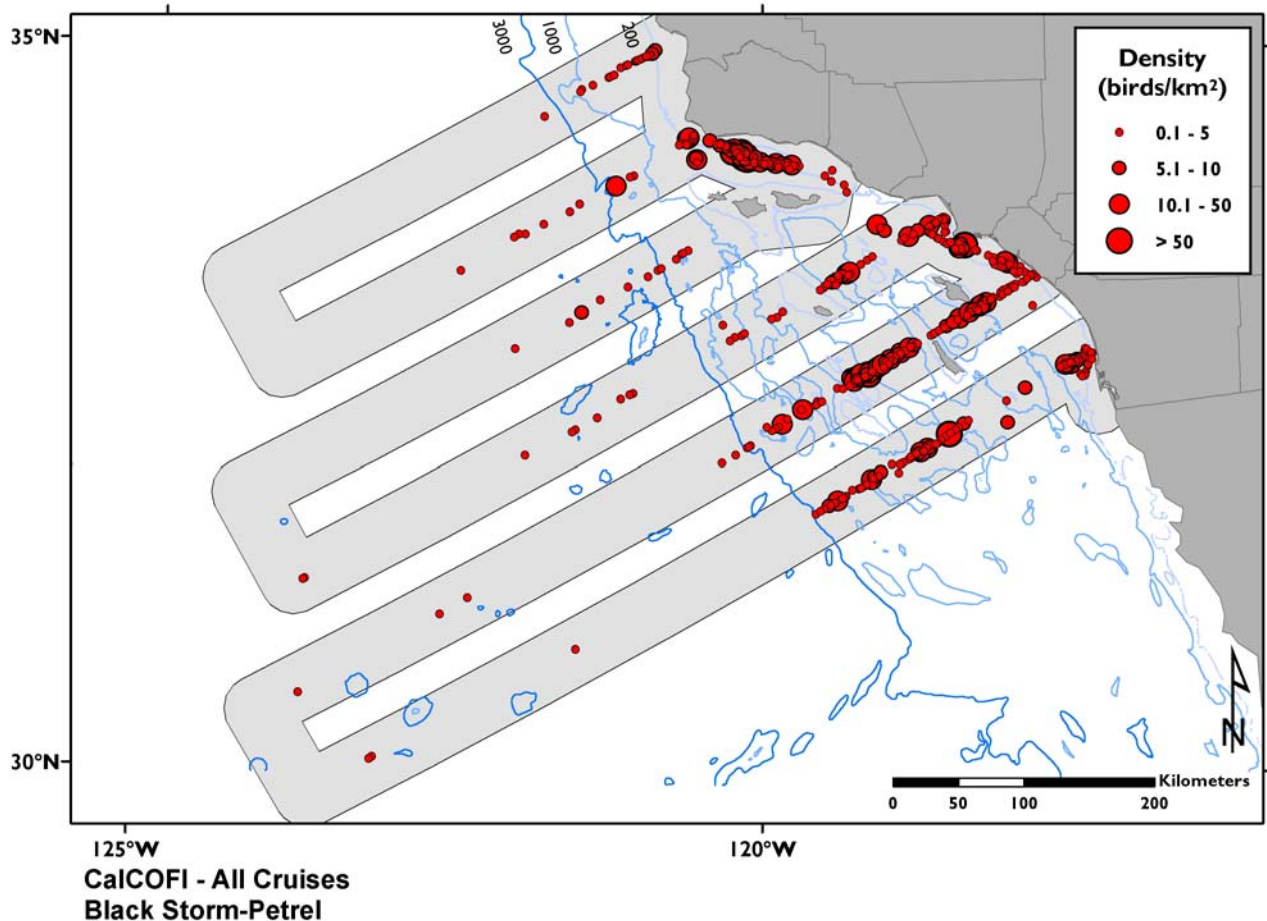 35°N
3000
1000
200
Density
(birds/km²)
0.1 - 5
5.1 - 10
10.1 - 50
> 50
30°N
N
Kilometers
0 50 100 200
125°W 120°W
CalCOFI - All Cruises
Black Storm-Petrel